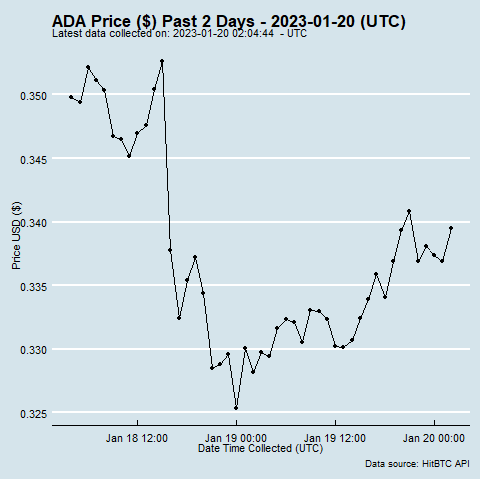 ADA Price ($) Past 2 Days - 2023-01-20 (UTC)
Latest data collected on: 2023-01-20 02:04:44 - UTC
0.350
0.345
0.340
0.335
0.330
0.325
Price USD ($)
Jan 18 12:00 Jan 19 00:00 Jan 19 12:00 Jan 20 00:00
Date Time Collected (UTC)
Data source: HitBTC API